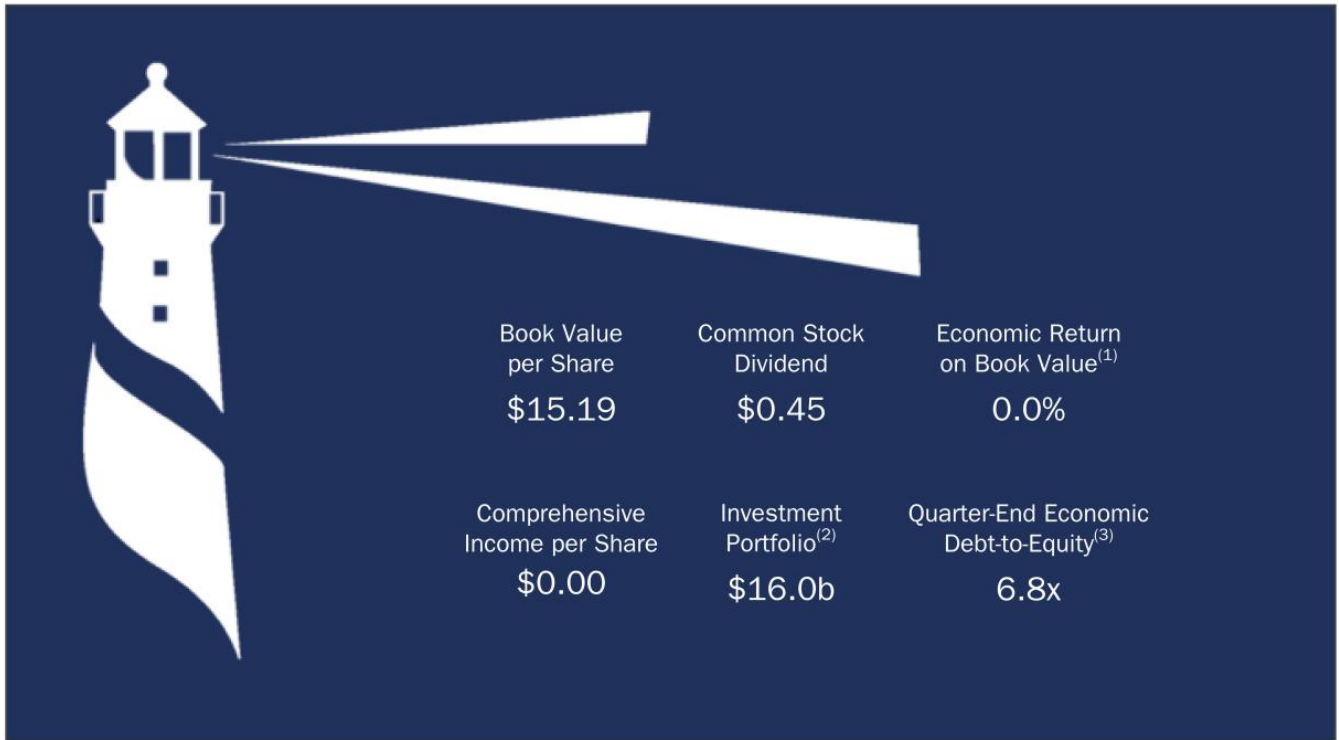 Book Value
per Share
$15.19
Common Stock
Dividend
$0.45
Economic Return
on Book Value(1)
0.0%
Comprehensive
Income per Share
$0.00
Investment
Portfolio(2)
$16.0b
Quarter-End Economic
Debt-to-Equity(3)
6.8x